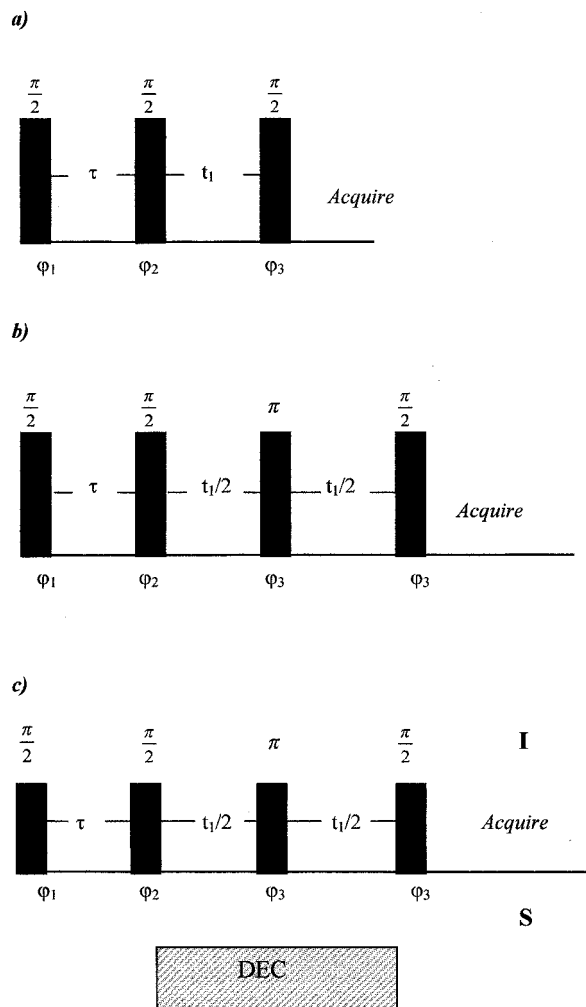 a)
π/2 π/2 π/2
τ t₁
Acquire
φ₁ φ₂ φ₃
b)
π/2 π/2 π π/2
τ t₁/2 t₁/2
Acquire
φ₁ φ₂ φ₃ φ₃
c)
π/2 π/2 π π/2 I
τ t₁/2 t₁/2 Acquire
φ₁ φ₂ φ₃ φ₃
S
DEC